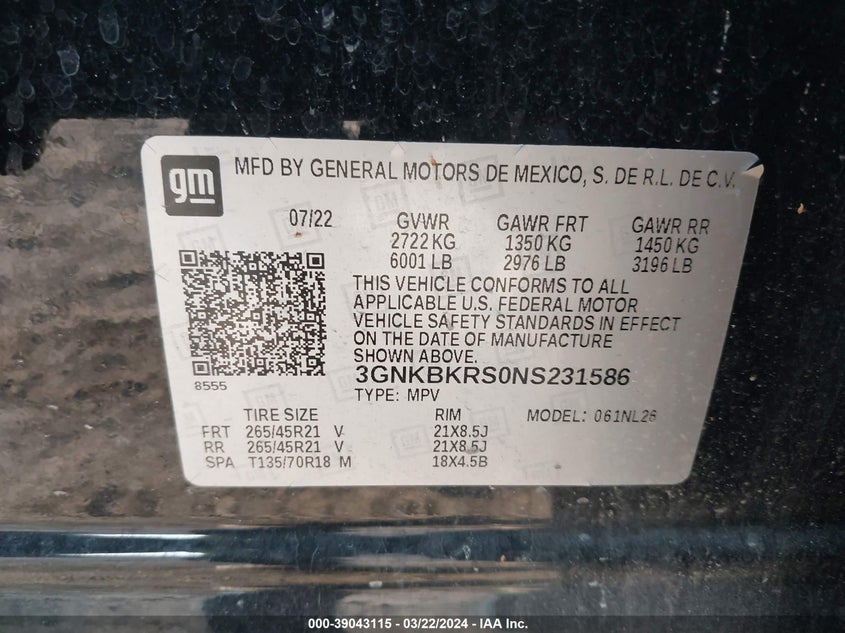 gm MFD BY GENERAL MOTORS DE MEXICO, S. DE R.L. DE C.V.
07/22 GVWR GAWR FRT GAWR RR
2722 KG 1350 KG 1450 KG
6001 LB 2976 LB 3196 LB
THIS VEHICLE CONFORMS TO ALL
APPLICABLE U.S. FEDERAL MOTOR
VEHICLE SAFETY STANDARDS IN EFFECT
ON THE DATE OF MANUFACTURE
SHOWN ABOVE.
3GNKBKRS0NS231586
8555
TYPE: MPV
TIRE SIZE RIM MODEL: 061NL26
FRT 265/45R21 V 21X8.5J
RR 265/45R21 V 21X8.5J
SPA T135/70R18 M 18X4.5B
000-39043115 - 03/22/2024 - IAAI Inc.